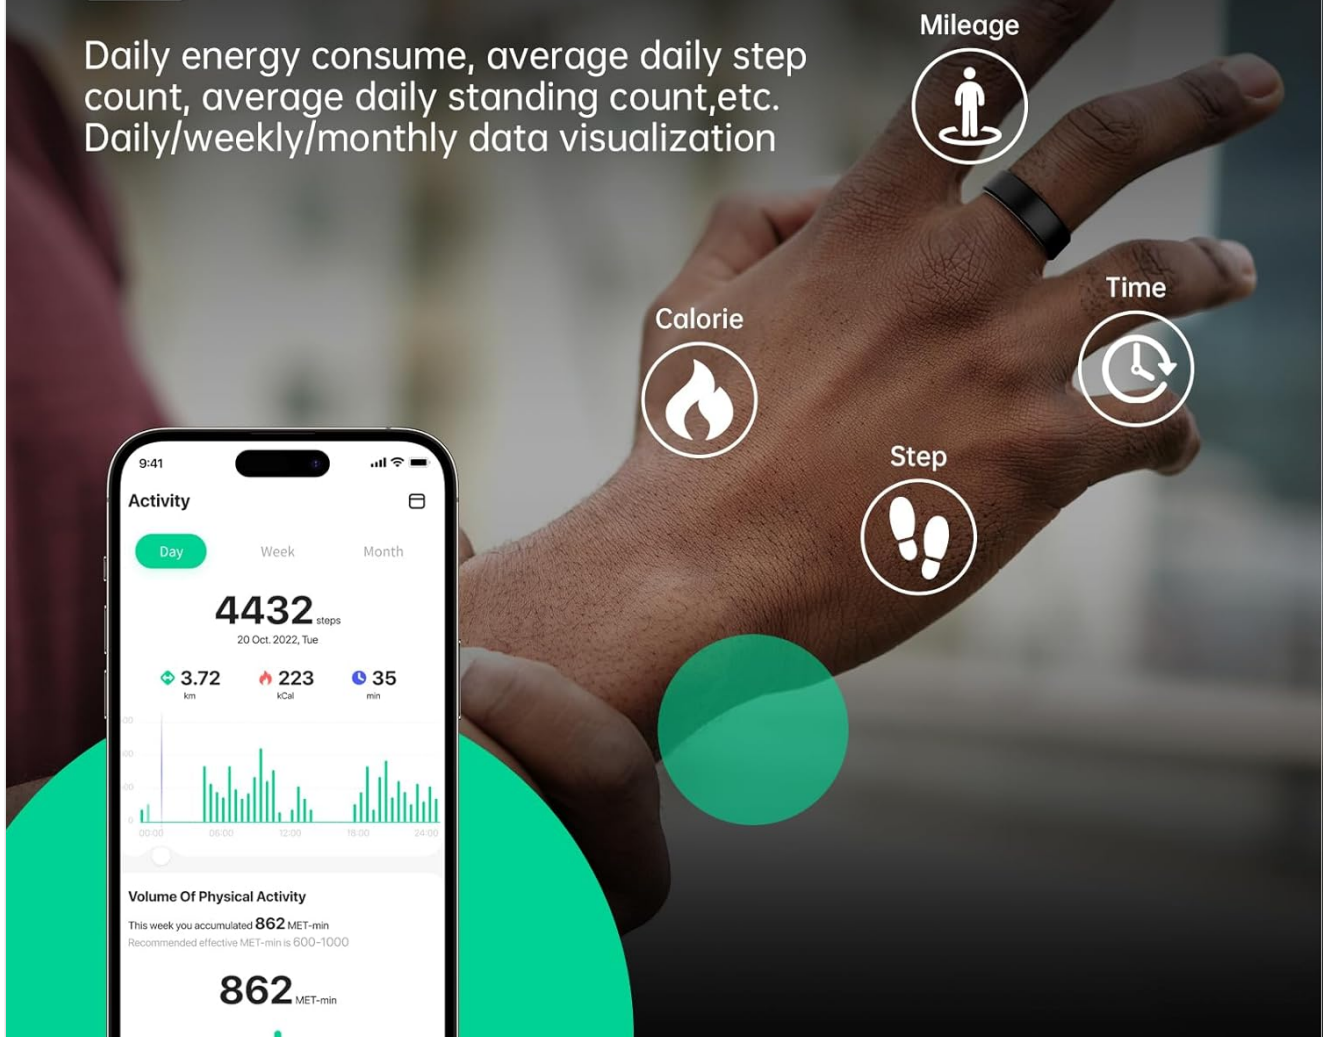 Daily energy consume, average daily step
count, average daily standing count,etc.
Daily/weekly/monthly data visualization
Mileage
Calorie
Time
Step
9:41
Activity
Day Week Month
4432 steps
20 Oct. 2022, Tue
3.72 223 35
km kCal min
0
00:00 06:00 12:00 18:00 24:00
Volume Of Physical Activity
This week you accumulated 862 MET-min
Recommended effective MET-min is 600-1000
862 MET-min